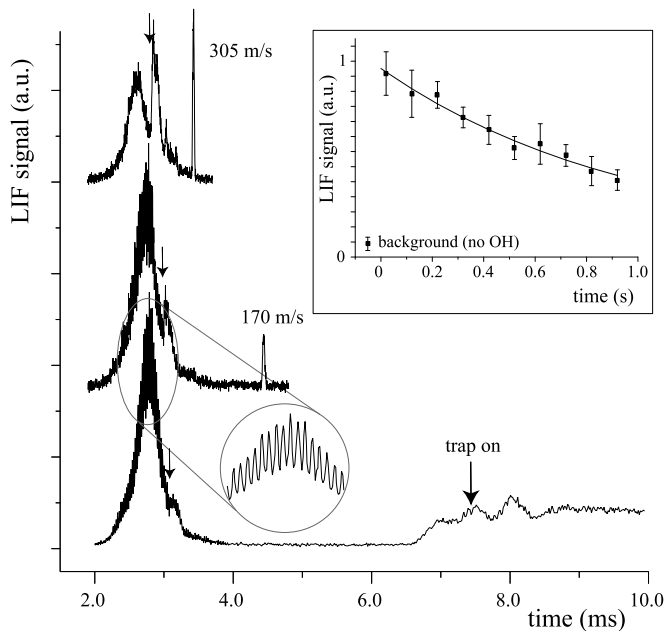 LIF signal (a.u.)
305 m/s
170 m/s
trap on
2.0 4.0 6.0 8.0 10.0
time (ms)
LIF signal (a.u.)
1
0
background (no OH)
0 0.2 0.4 0.6 0.8 1.0
time (s)